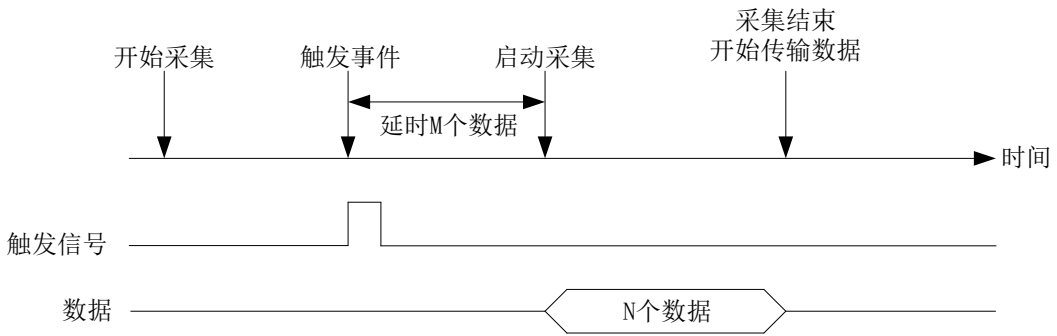 采集结束
开始传输数据
开始采集
触发事件
启动采集
延时M个数据
时间
触发信号
数据
N个数据